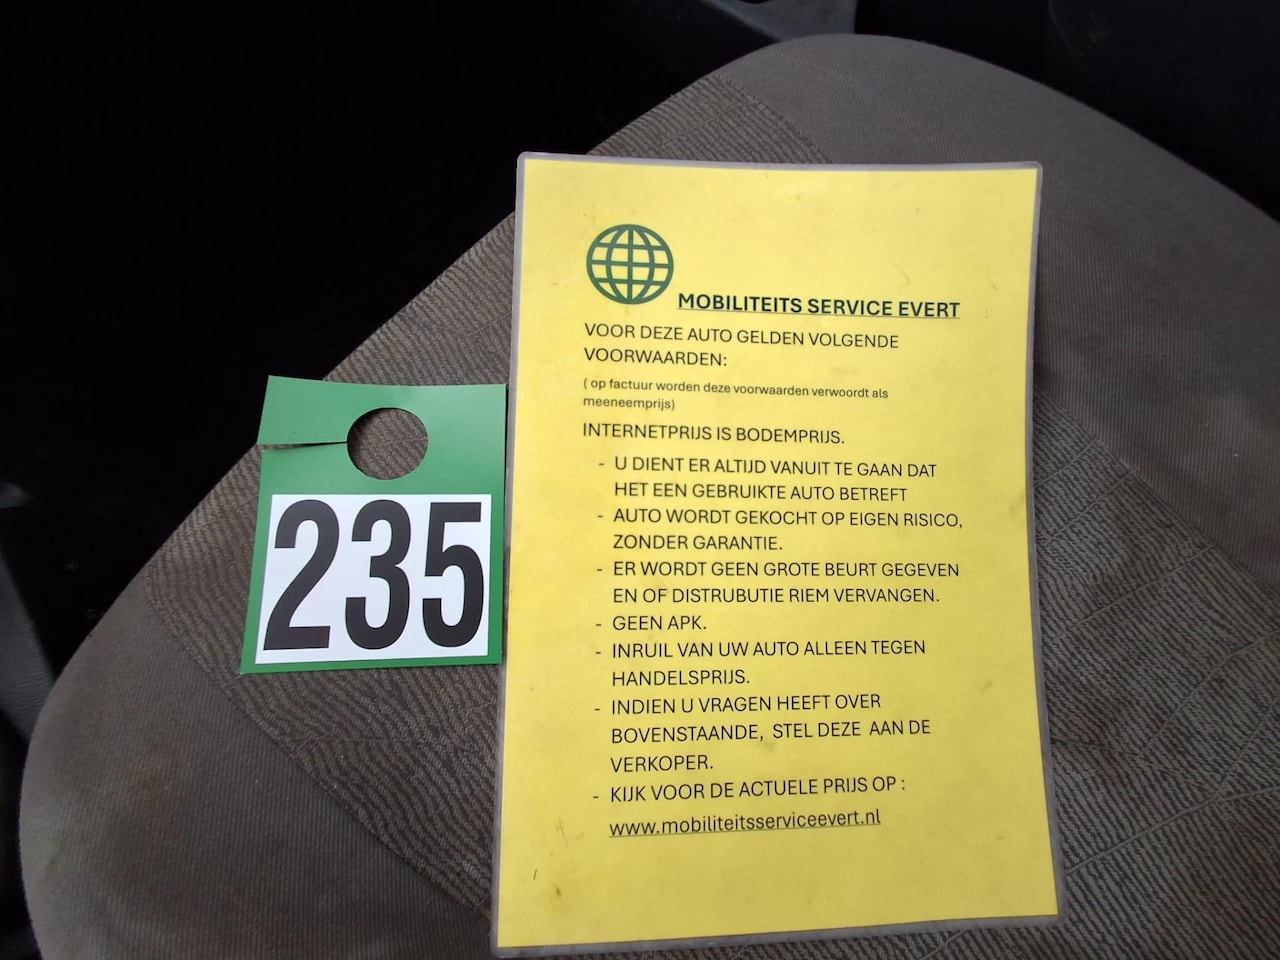 MOBILITEITS SERVICE EVERT
VOOR DEZE AUTO GELDEN VOLGENDE
VOORWAARDEN:
( op factuur worden deze voorwaarden verwoordt als
meeneemprijs)
INTERNETPRIJS IS BODEMPRIJS.
- U DIENT ER ALTIJD VANUIT TE GAAN DAT
HET EEN GEBRUIKTE AUTO BETREFT
- AUTO WORDT GEKOCHT OP EIGEN RISICO,
ZONDER GARANTIE.
- ER WORDT GEEN GROTE BEURT GEGEVEN
EN OF DISTRUBUTIE RIEM VERVANGEN.
- GEEN APK.
- INRUIL VAN UW AUTO ALLEEN TEGEN
HANDELSPRIJS.
- INDIEN U VRAGEN HEEFT OVER
BOVENSTAANDE, STEL DEZE AAN DE
VERKOPER.
- KIJK VOOR DE ACTUELE PRIJS OP :
www.mobiliteitsserviceevert.nl
235